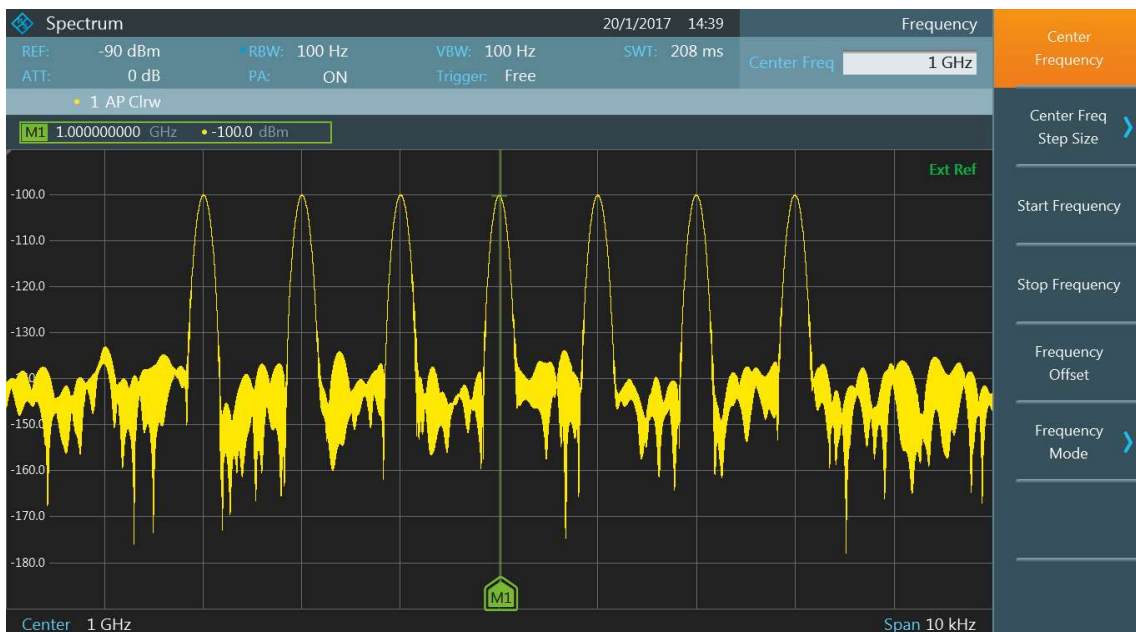 Spectrum 20/1/2017 14:39 Frequency
REF: -90 dBm RBW: 100 Hz VBW: 100 Hz SWT: 208 ms
ATT: 0 dB PA: ON Trigger: Free
Center Freq 1 GHz
1 AP Clrw
M1 1.000000000 GHz -100.0 dBm
Ext Ref
-100.0
-110.0
-120.0
-130.0
-150.0
-160.0
-170.0
-180.0
M1
Center 1 GHz Span 10 kHz
Center
Frequency
Center Freq
Step Size
Start Frequency
Stop Frequency
Frequency
Offset
Frequency
Mode